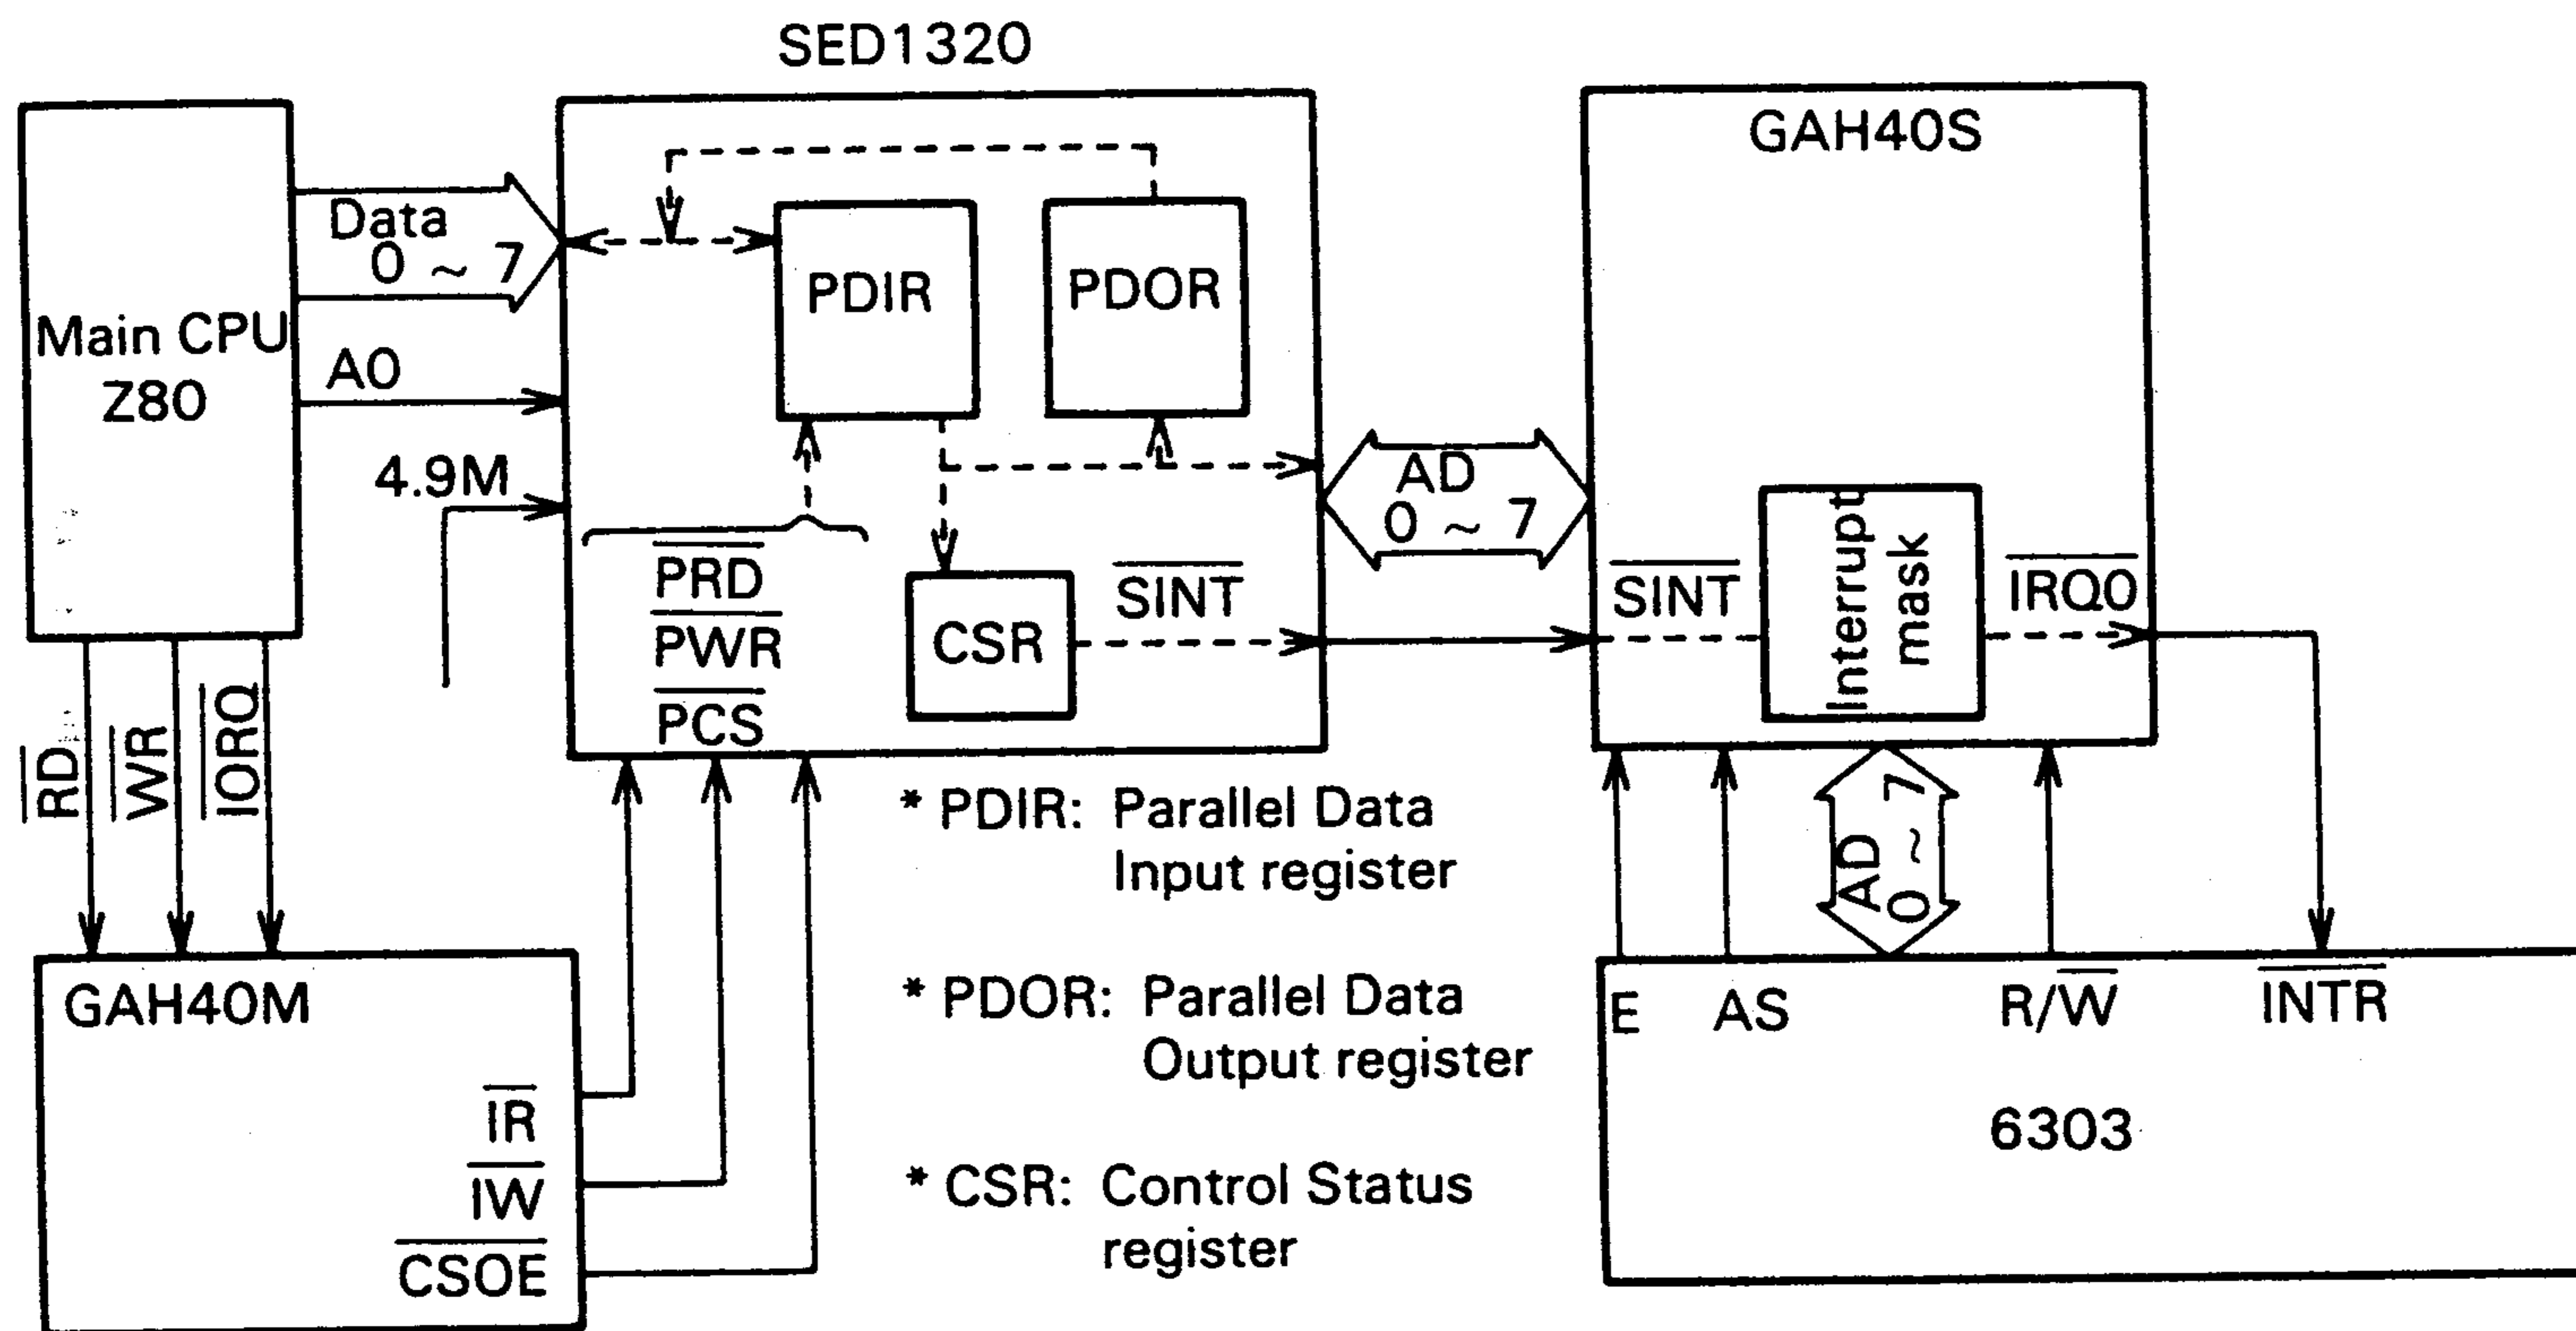 SED1320
Main CPU
Z80
Data
0 ~ 7
A0
4.9M
RD
WR
IORQ
PDIR
PDOR
PRD
PWR
PCS
CSR
SINT
AD
0 ~ 7
GAH40S
SINT
Interrupt
mask
IRQ0
AD
0 ~ 7
GAH40M
IR
IW
CSOE
* PDIR: Parallel Data
Input register
* PDOR: Parallel Data
Output register
* CSR: Control Status
register
E
AS
R/W
INTR
6303